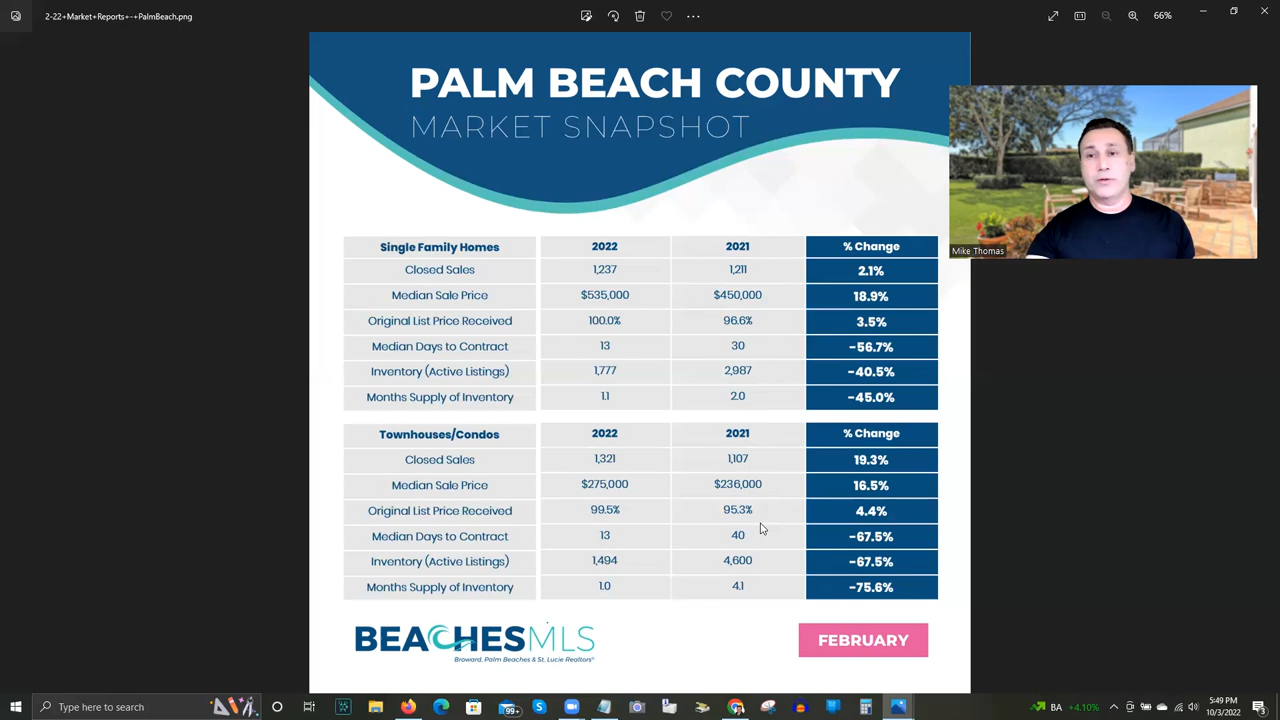 2-22+Market+Reports+-+PalmBeach.png
66%
PALM BEACH COUNTY
MARKET SNAPSHOT
Mike Thomas
Single Family Homes 2022 2021 % Change
Closed Sales 1,237 1,211 2.1%
Median Sale Price $535,000 $450,000 18.9%
Original List Price Received 100.0% 96.6% 3.5%
Median Days to Contract 13 30 -56.7%
Inventory (Active Listings) 1,777 2,987 -40.5%
Months Supply of Inventory 1.1 2.0 -45.0%
Townhouses/Condos 2022 2021 % Change
Closed Sales 1,321 1,107 19.3%
Median Sale Price $275,000 $236,000 16.5%
Original List Price Received 99.5% 95.3% 4.4%
Median Days to Contract 13 40 -67.5%
Inventory (Active Listings) 1,494 4,600 -67.5%
Months Supply of Inventory 1.0 4.1 -75.6%
BEACHESMLS
Broward, Palm Beaches & St. Lucie Realtors®
FEBRUARY
Type here to search
99+
BA +4.10%
5:49 PM
10/3/2022